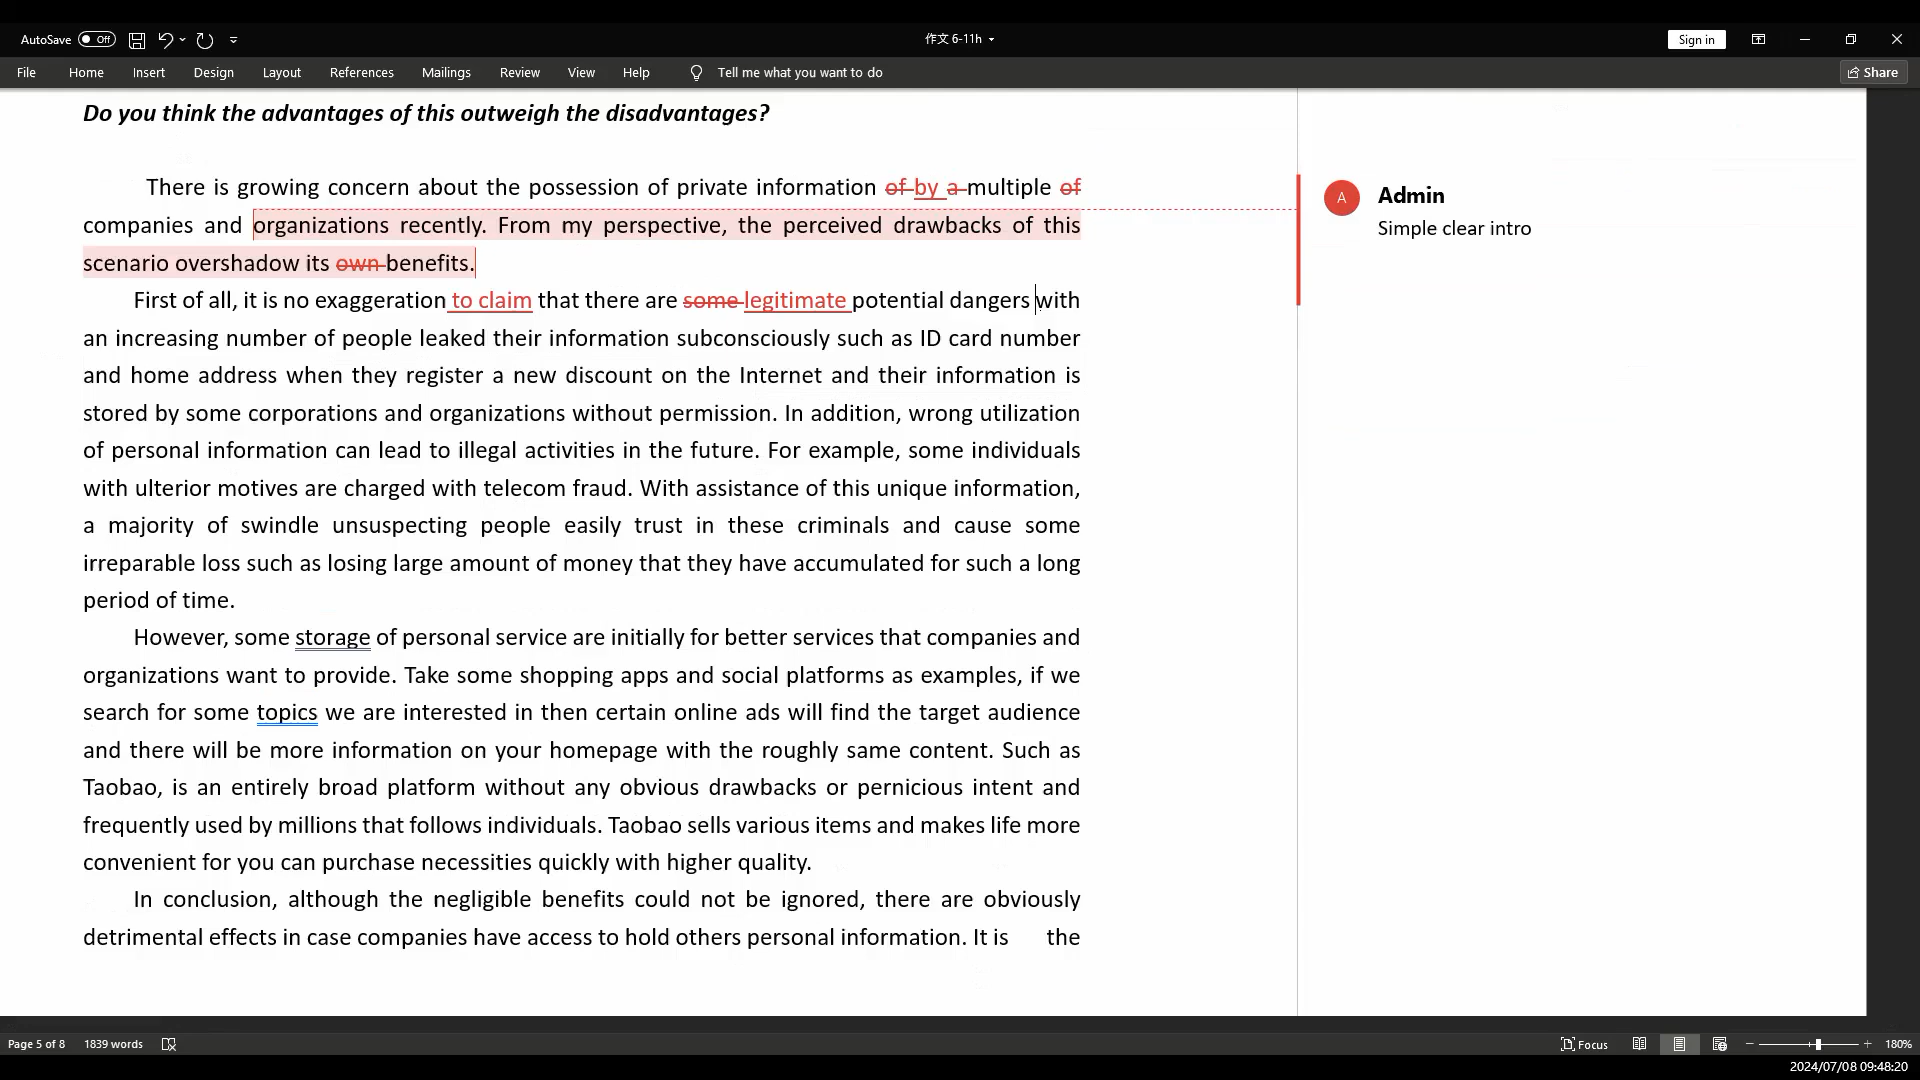 AutoSave Off 作文 6-11h Sign in
File Home Insert Design Layout References Mailings Review View Help Tell me what you want to do Share
Do you think the advantages of this outweigh the disadvantages?
There is growing concern about the possession of private information of by a multiple of
companies and organizations recently. From my perspective, the perceived drawbacks of this
scenario overshadow its own benefits.
First of all, it is no exaggeration to claim that there are some legitimate potential dangers with
an increasing number of people leaked their information subconsciously such as ID card number
and home address when they register a new discount on the Internet and their information is
stored by some corporations and organizations without permission. In addition, wrong utilization
of personal information can lead to illegal activities in the future. For example, some individuals
with ulterior motives are charged with telecom fraud. With assistance of this unique information,
a majority of swindle unsuspecting people easily trust in these criminals and cause some
irreparable loss such as losing large amount of money that they have accumulated for such a long
period of time.
However, some storage of personal service are initially for better services that companies and
organizations want to provide. Take some shopping apps and social platforms as examples, if we
search for some topics we are interested in then certain online ads will find the target audience
and there will be more information on your homepage with the roughly same content. Such as
Taobao, is an entirely broad platform without any obvious drawbacks or pernicious intent and
frequently used by millions that follows individuals. Taobao sells various items and makes life more
convenient for you can purchase necessities quickly with higher quality.
In conclusion, although the negligible benefits could not be ignored, there are obviously
detrimental effects in case companies have access to hold others personal information. It is the
A Admin
Simple clear intro
Page 5 of 8 1839 words Focus 180%
2024/07/08 09:48:20